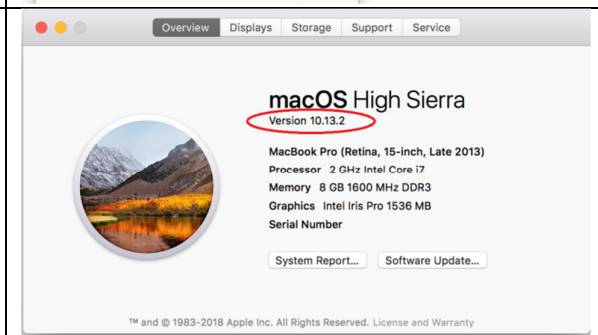 Overview Displays Storage Support Service
macOS High Sierra
Version 10.13.2
MacBook Pro (Retina, 15-inch, Late 2013)
Processor 2 GHz Intel Core i7
Memory 8 GB 1600 MHz DDR3
Graphics Intel Iris Pro 1536 MB
Serial Number
System Report... Software Update...
™ and © 1983-2018 Apple Inc. All Rights Reserved. License and Warranty